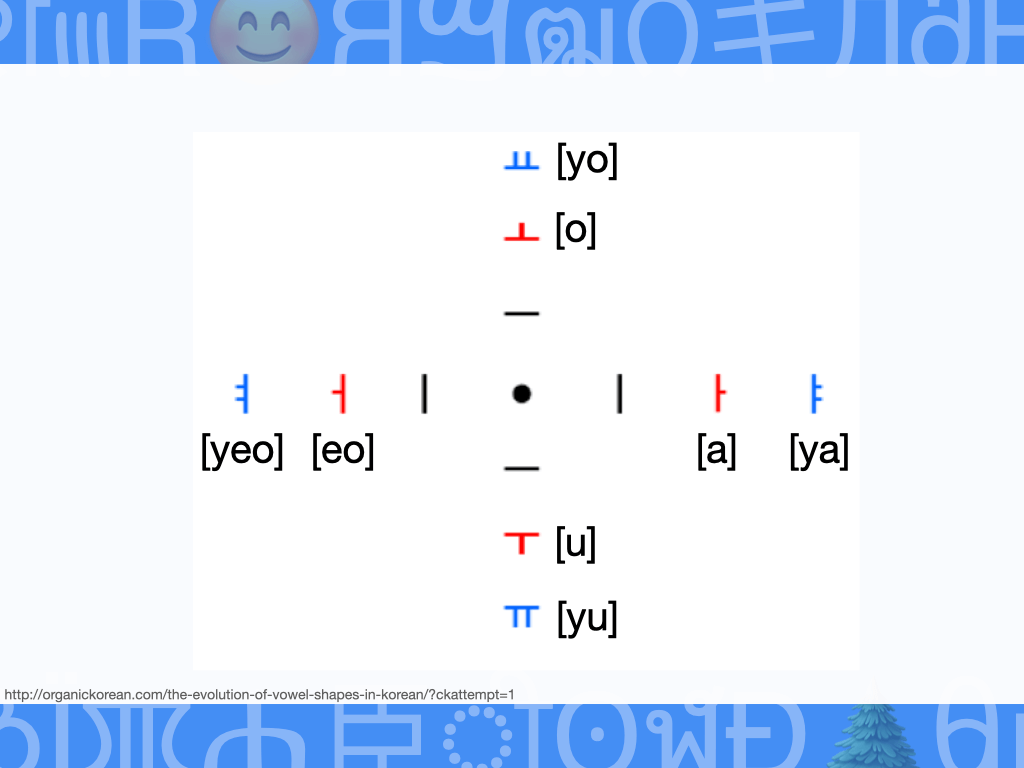 ㅛ [yo]
ㅗ [o]
ㅡ
ㅕ ㅓ ㅣ • ㅣ ㅏ ㅑ
[yeo] [eo] [a] [ya]
ㅡ
ㅜ [u]
ㅠ [yu]
http://organickorean.com/the-evolution-of-vowel-shapes-in-korean/?ckattempt=1